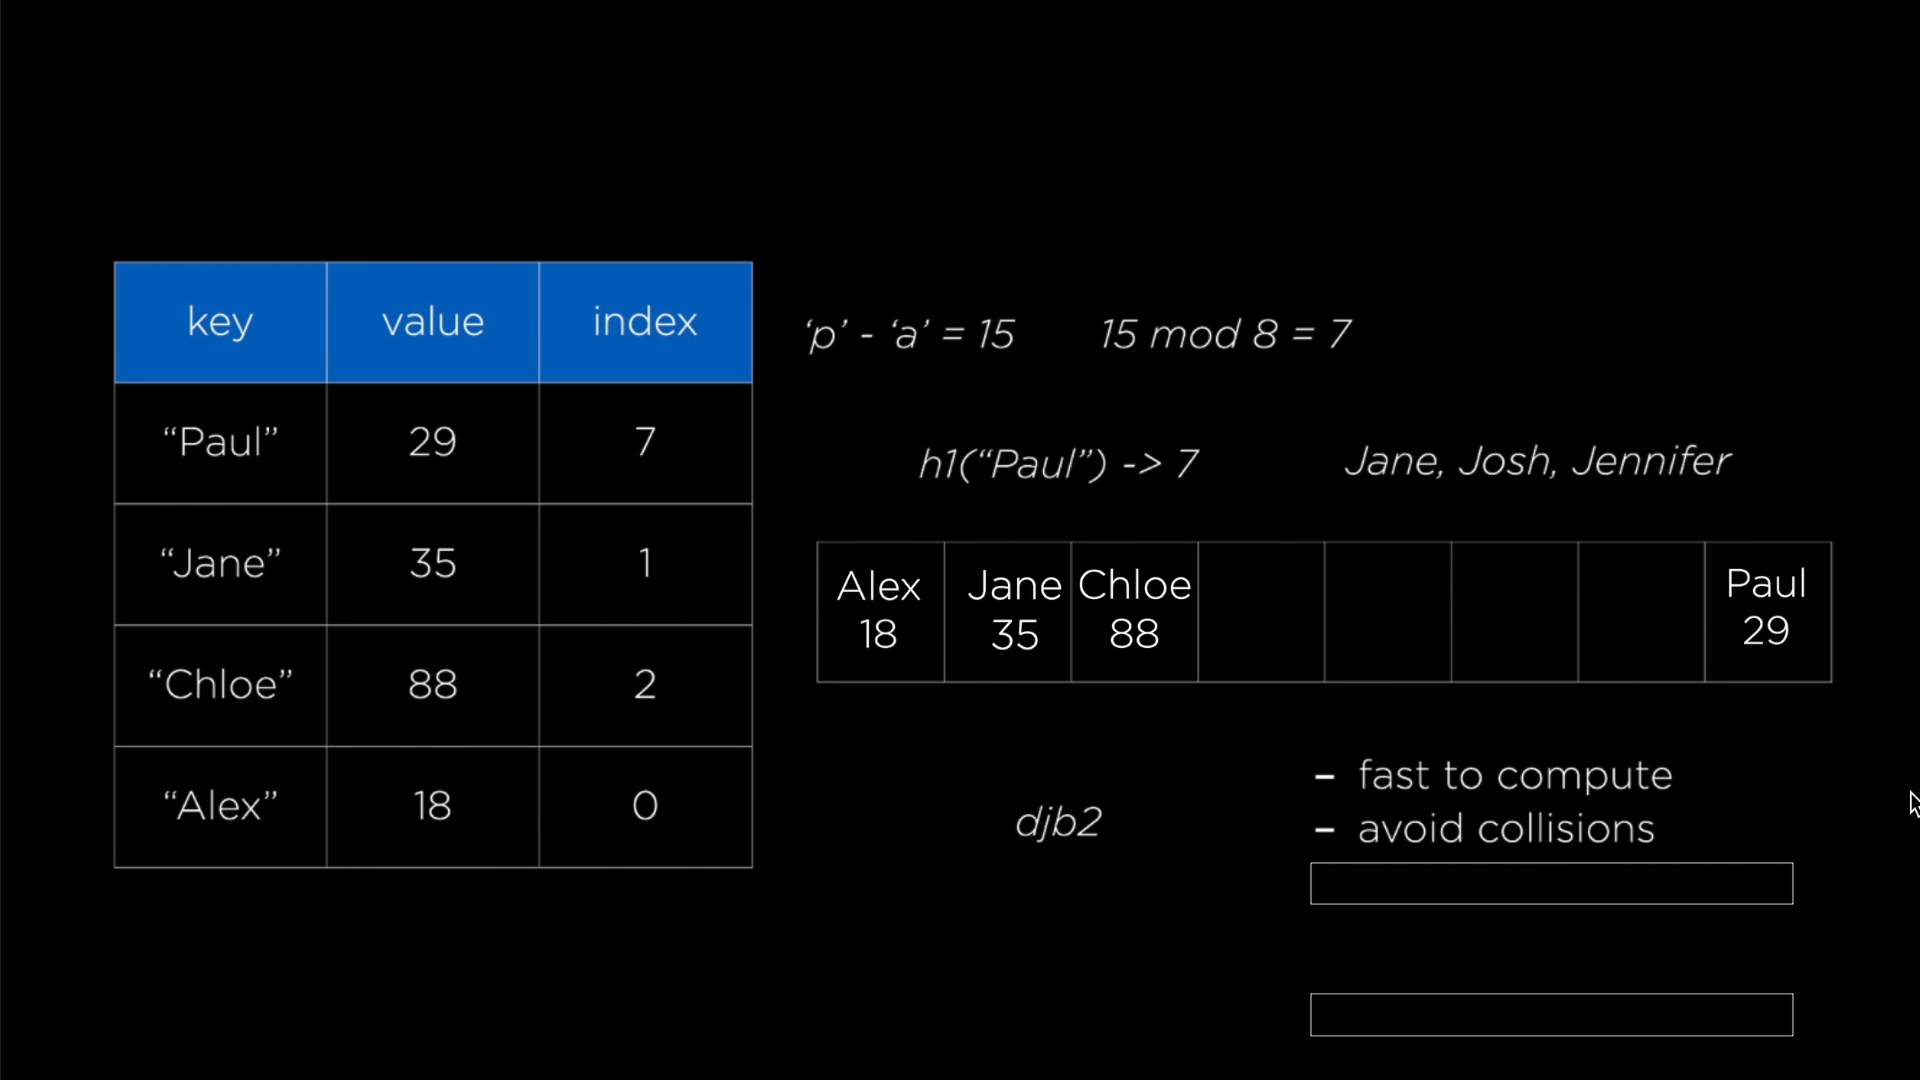 key value index
“Paul” 29 7
“Jane” 35 1
“Chloe” 88 2
“Alex” 18 0
‘p’ - ‘a’ = 15 15 mod 8 = 7
h1(“Paul”) -> 7 Jane, Josh, Jennifer
Alex Jane Chloe Paul
18 35 88 29
djb2
– fast to compute
– avoid collisions